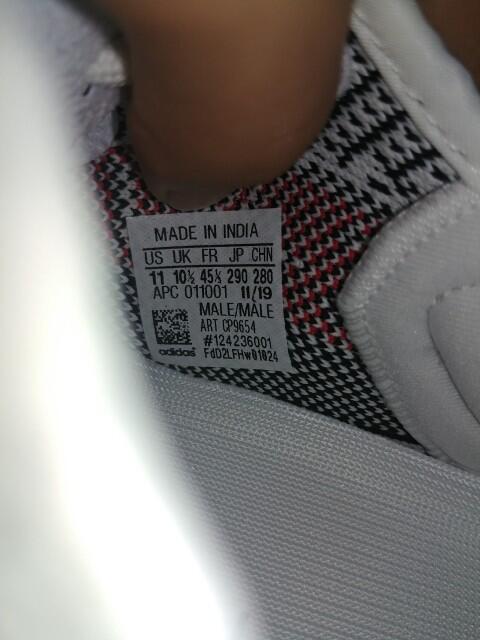 MADE IN INDIA
US UK FR JP CHN
11 10½ 45⅓ 290 280
APC 011001 11/19
MALE/MALE
ART CP9654
#124236001
adidas FdD2LFHw01024